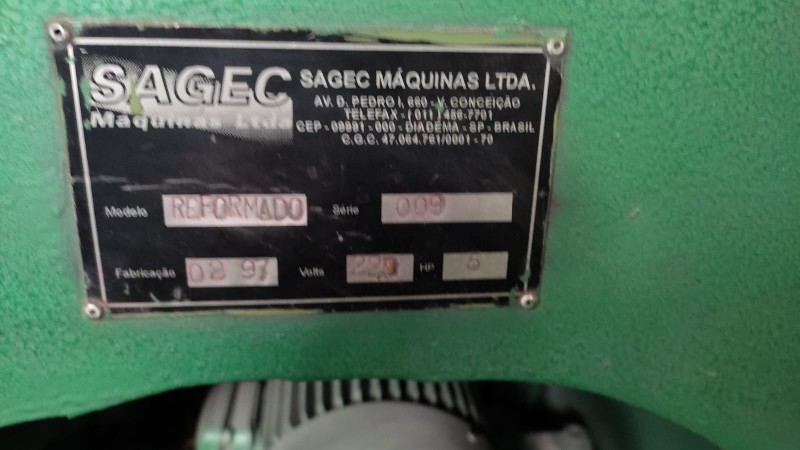 SAGEC
Máquinas Ltda
SAGEC MÁQUINAS LTDA.
AV. D. PEDRO I, 660 - V. CONCEIÇÃO
TELEFAX - ( 011 ) 456-7701
CEP - 09991 - 000 - DIADEMA - SP - BRASIL
C.G.C. 47.064.761/0001 - 70
Modelo REFORMADO Série 009
Fabricação 02 97 Volts 220 HP 5